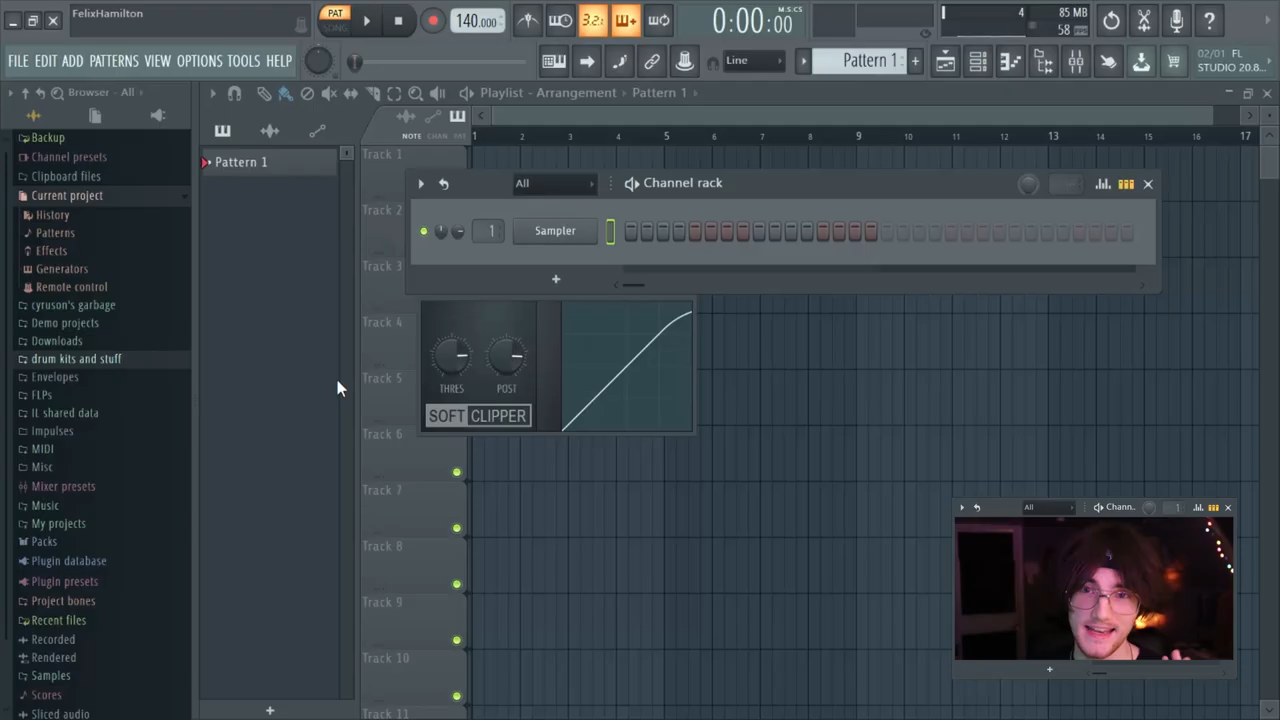 FelixHamilton
PAT
SONG
140.000
3.2.1
0:00:00
M:S:CS
4
85 MB
58
FILE EDIT ADD PATTERNS VIEW OPTIONS TOOLS HELP
Line
Pattern 1
02/01 FL
STUDIO 20.8...
Browser - All
Playlist - Arrangement
Pattern 1
NOTE
CHAN
PAT
1 2 3 4 5 6 7 8 9 10 11 12 13 14 15 16 17
Backup
Channel presets
Clipboard files
Current project
History
Patterns
Effects
Generators
Remote control
cyruson's garbage
Demo projects
Downloads
drum kits and stuff
Envelopes
FLPs
IL shared data
Impulses
MIDI
Misc
Mixer presets
Music
My projects
Packs
Plugin database
Plugin presets
Project bones
Recent files
Recorded
Rendered
Samples
Scores
Sliced audio
Pattern 1
Track 1
Track 2
Track 3
Track 4
Track 5
Track 6
Track 7
Track 8
Track 9
Track 10
Track 11
All
Channel rack
1
Sampler
THRES
POST
SOFT CLIPPER
All
Chann..
1